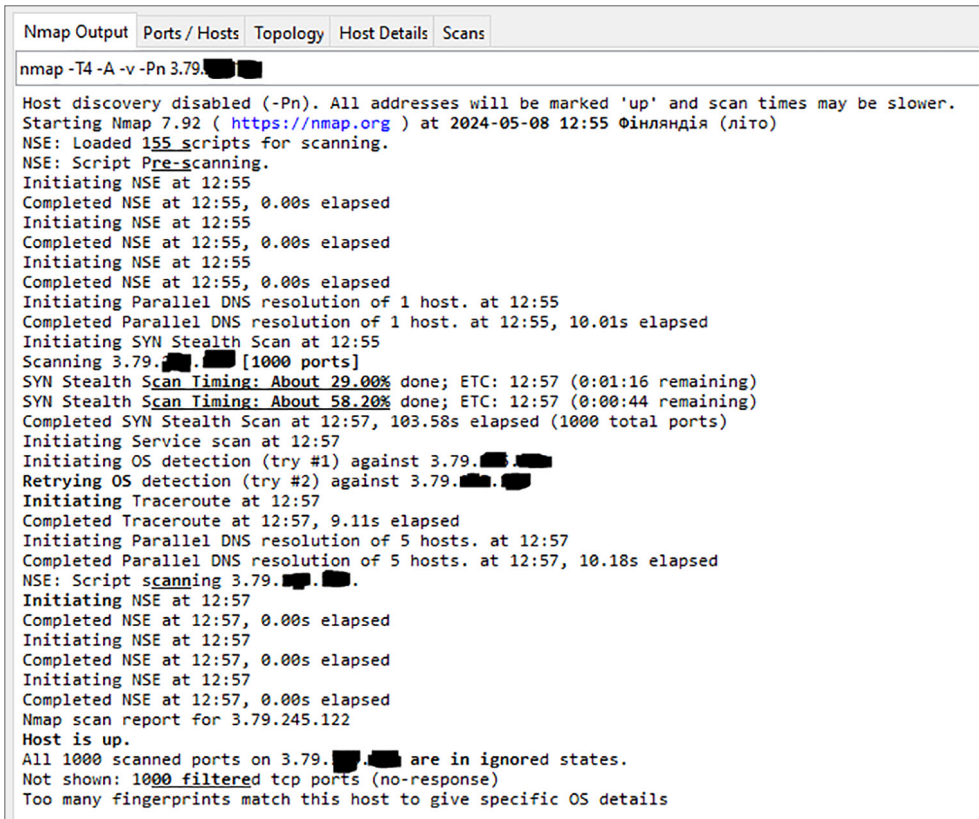 Nmap Output Ports / Hosts Topology Host Details Scans
nmap -T4 -A -v -Pn 3.79.
Host discovery disabled (-Pn). All addresses will be marked 'up' and scan times may be slower.
Starting Nmap 7.92 ( https://nmap.org ) at 2024-05-08 12:55 Фінляндія (літо)
NSE: Loaded 155 scripts for scanning.
NSE: Script Pre-scanning.
Initiating NSE at 12:55
Completed NSE at 12:55, 0.00s elapsed
Initiating NSE at 12:55
Completed NSE at 12:55, 0.00s elapsed
Initiating NSE at 12:55
Completed NSE at 12:55, 0.00s elapsed
Initiating Parallel DNS resolution of 1 host. at 12:55
Completed Parallel DNS resolution of 1 host. at 12:55, 10.01s elapsed
Initiating SYN Stealth Scan at 12:55
Scanning 3.79. . [1000 ports]
SYN Stealth Scan Timing: About 29.00% done; ETC: 12:57 (0:01:16 remaining)
SYN Stealth Scan Timing: About 58.20% done; ETC: 12:57 (0:00:44 remaining)
Completed SYN Stealth Scan at 12:57, 103.58s elapsed (1000 total ports)
Initiating Service scan at 12:57
Initiating OS detection (try #1) against 3.79. .
Retrying OS detection (try #2) against 3.79. .
Initiating Traceroute at 12:57
Completed Traceroute at 12:57, 9.11s elapsed
Initiating Parallel DNS resolution of 5 hosts. at 12:57
Completed Parallel DNS resolution of 5 hosts. at 12:57, 10.18s elapsed
NSE: Script scanning 3.79. . .
Initiating NSE at 12:57
Completed NSE at 12:57, 0.00s elapsed
Initiating NSE at 12:57
Completed NSE at 12:57, 0.00s elapsed
Initiating NSE at 12:57
Completed NSE at 12:57, 0.00s elapsed
Nmap scan report for 3.79.245.122
Host is up.
All 1000 scanned ports on 3.79. . are in ignored states.
Not shown: 1000 filtered tcp ports (no-response)
Too many fingerprints match this host to give specific OS details